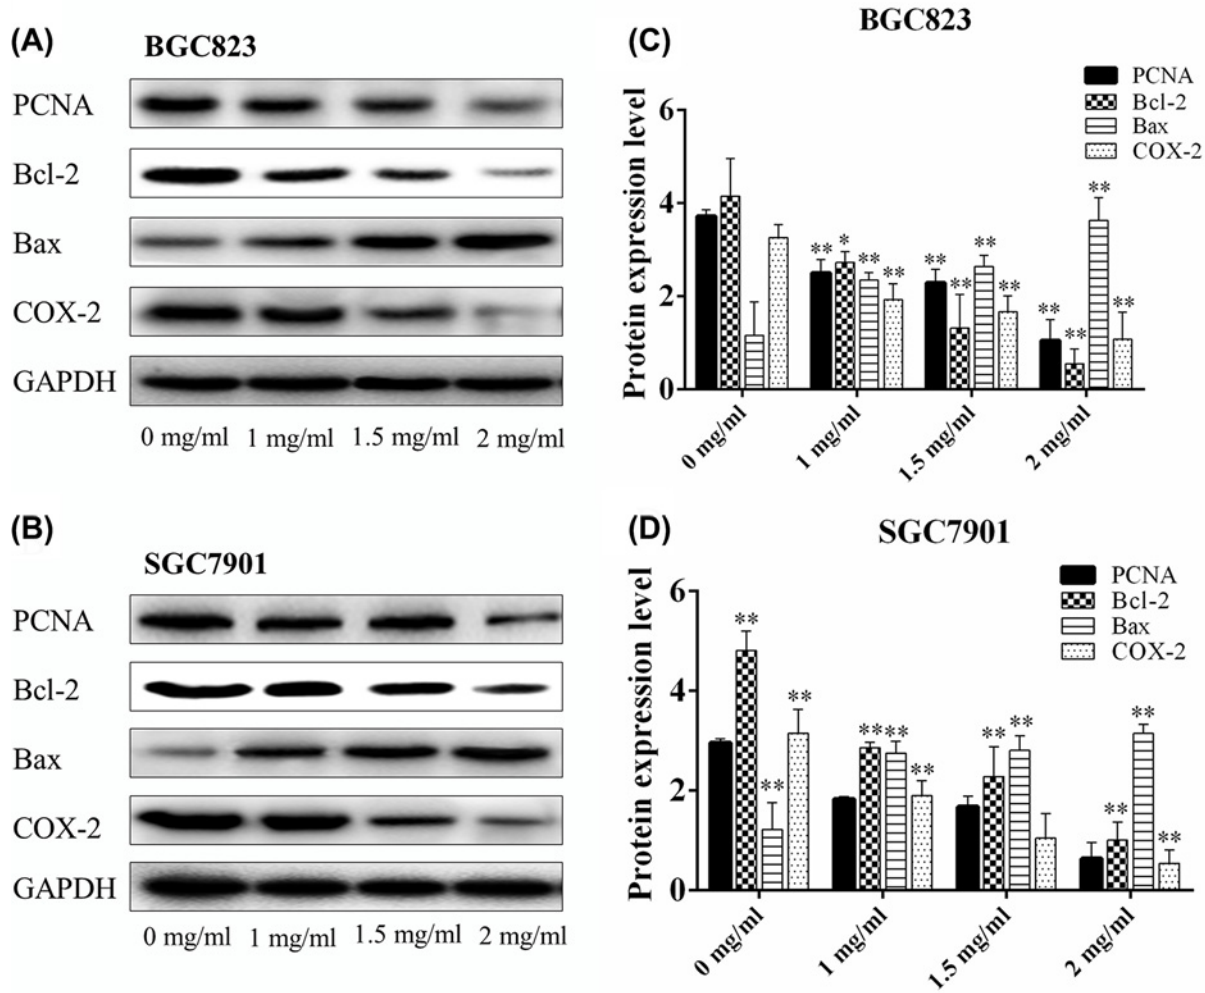 (A)
BGC823
PCNA
Bcl-2
Bax
COX-2
GAPDH
0 mg/ml 1 mg/ml 1.5 mg/ml 2 mg/ml
(B)
SGC7901
PCNA
Bcl-2
Bax
COX-2
GAPDH
0 mg/ml 1 mg/ml 1.5 mg/ml 2 mg/ml
(C)
BGC823
PCNA
Bcl-2
Bax
COX-2
Protein expression level
6
4
2
0
** * ** **
** ** ** **
** ** ** **
0 mg/ml
1 mg/ml
1.5 mg/ml
2 mg/ml
(D)
SGC7901
PCNA
Bcl-2
Bax
COX-2
Protein expression level
6
4
2
0
** ** **
** ** **
** **
** ** **
0 mg/ml
1 mg/ml
1.5 mg/ml
2 mg/ml